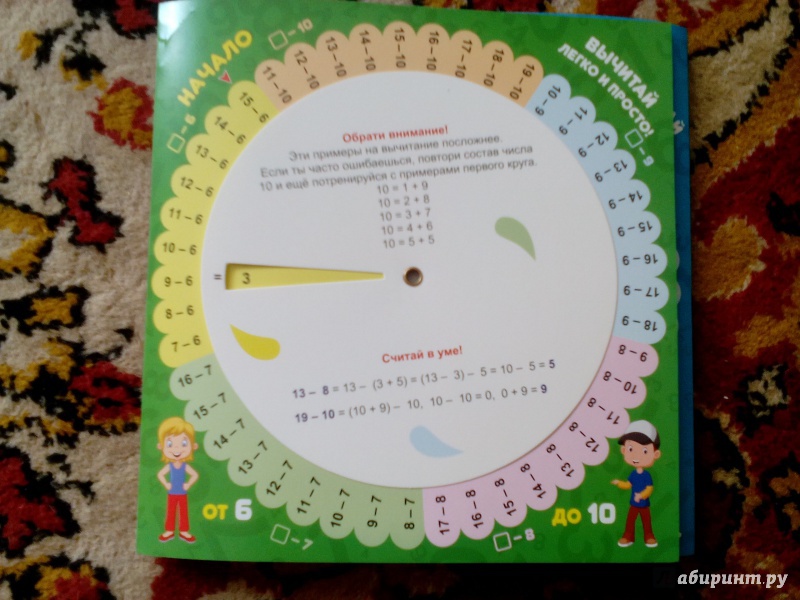 НАЧАЛО
□ – 10
ВЫЧИТАЙ
ЛЕГКО И ПРОСТО!
11 – 10
12 – 10
13 – 10
14 – 10
15 – 10
16 – 10
17 – 10
18 – 10
19 – 10
□ – 9
10 – 9
11 – 9
12 – 9
13 – 9
14 – 9
15 – 9
16 – 9
17 – 9
18 – 9
9 – 8
10 – 8
11 – 8
12 – 8
13 – 8
14 – 8
15 – 8
16 – 8
17 – 8
□ – 8
8 – 7
9 – 7
10 – 7
11 – 7
12 – 7
13 – 7
14 – 7
15 – 7
16 – 7
□ – 7
7 – 6
8 – 6
9 – 6
10 – 6
11 – 6
12 – 6
13 – 6
14 – 6
15 – 6
□ – 6
Обрати внимание!
Эти примеры на вычитание посложнее.
Если ты часто ошибаешься, повтори состав числа
10 и ещё потренируйся с примерами первого круга.
10 = 1 + 9
10 = 2 + 8
10 = 3 + 7
10 = 4 + 6
10 = 5 + 5
= 3
Считай в уме!
13 – 8 = 13 – (3 + 5) = (13 – 3) – 5 = 10 – 5 = 5
19 – 10 = (10 + 9) – 10, 10 – 10 = 0, 0 + 9 = 9
от 6
до 10
абиринт.ру